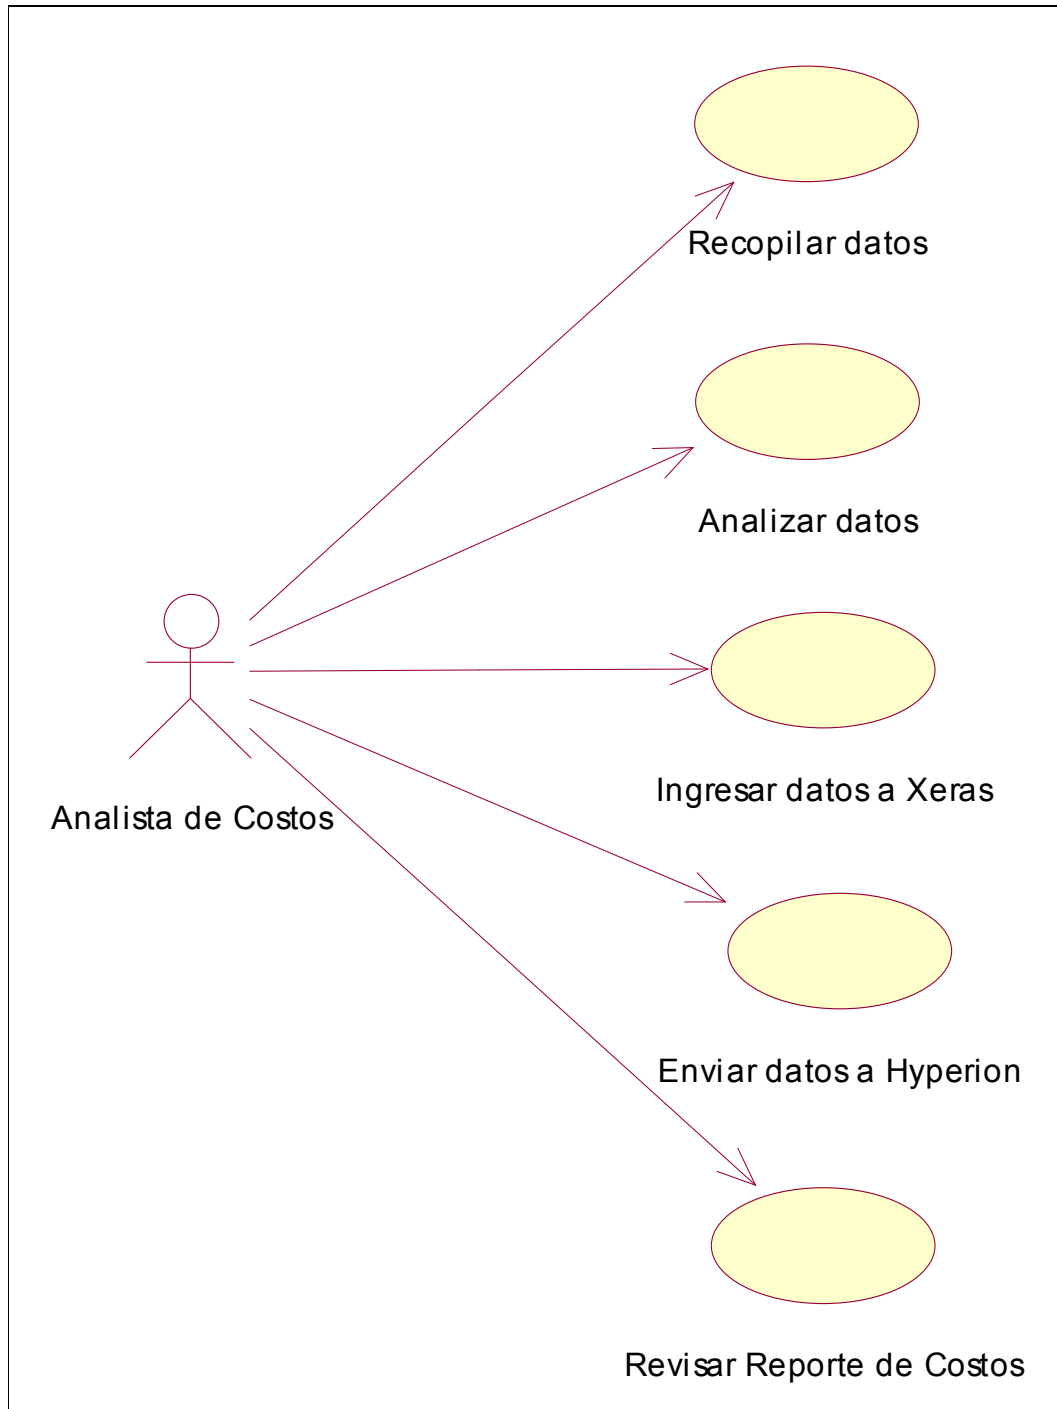 Recopilar datos
Analizar datos
Ingresar datos a Xeras
Analista de Costos
Enviar datos a Hyperion
Revisar Reporte de Costos